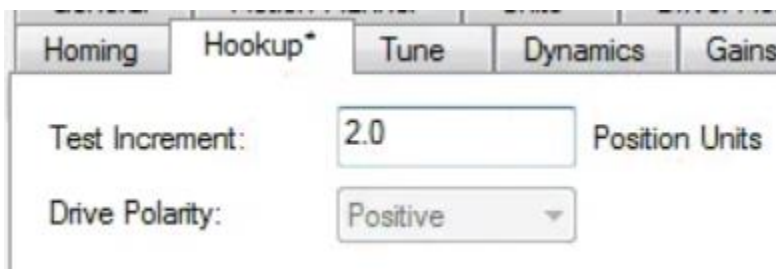 Homing Hookup* Tune Dynamics Gains
Test Increment: 2.0 Position Units
Drive Polarity: Positive